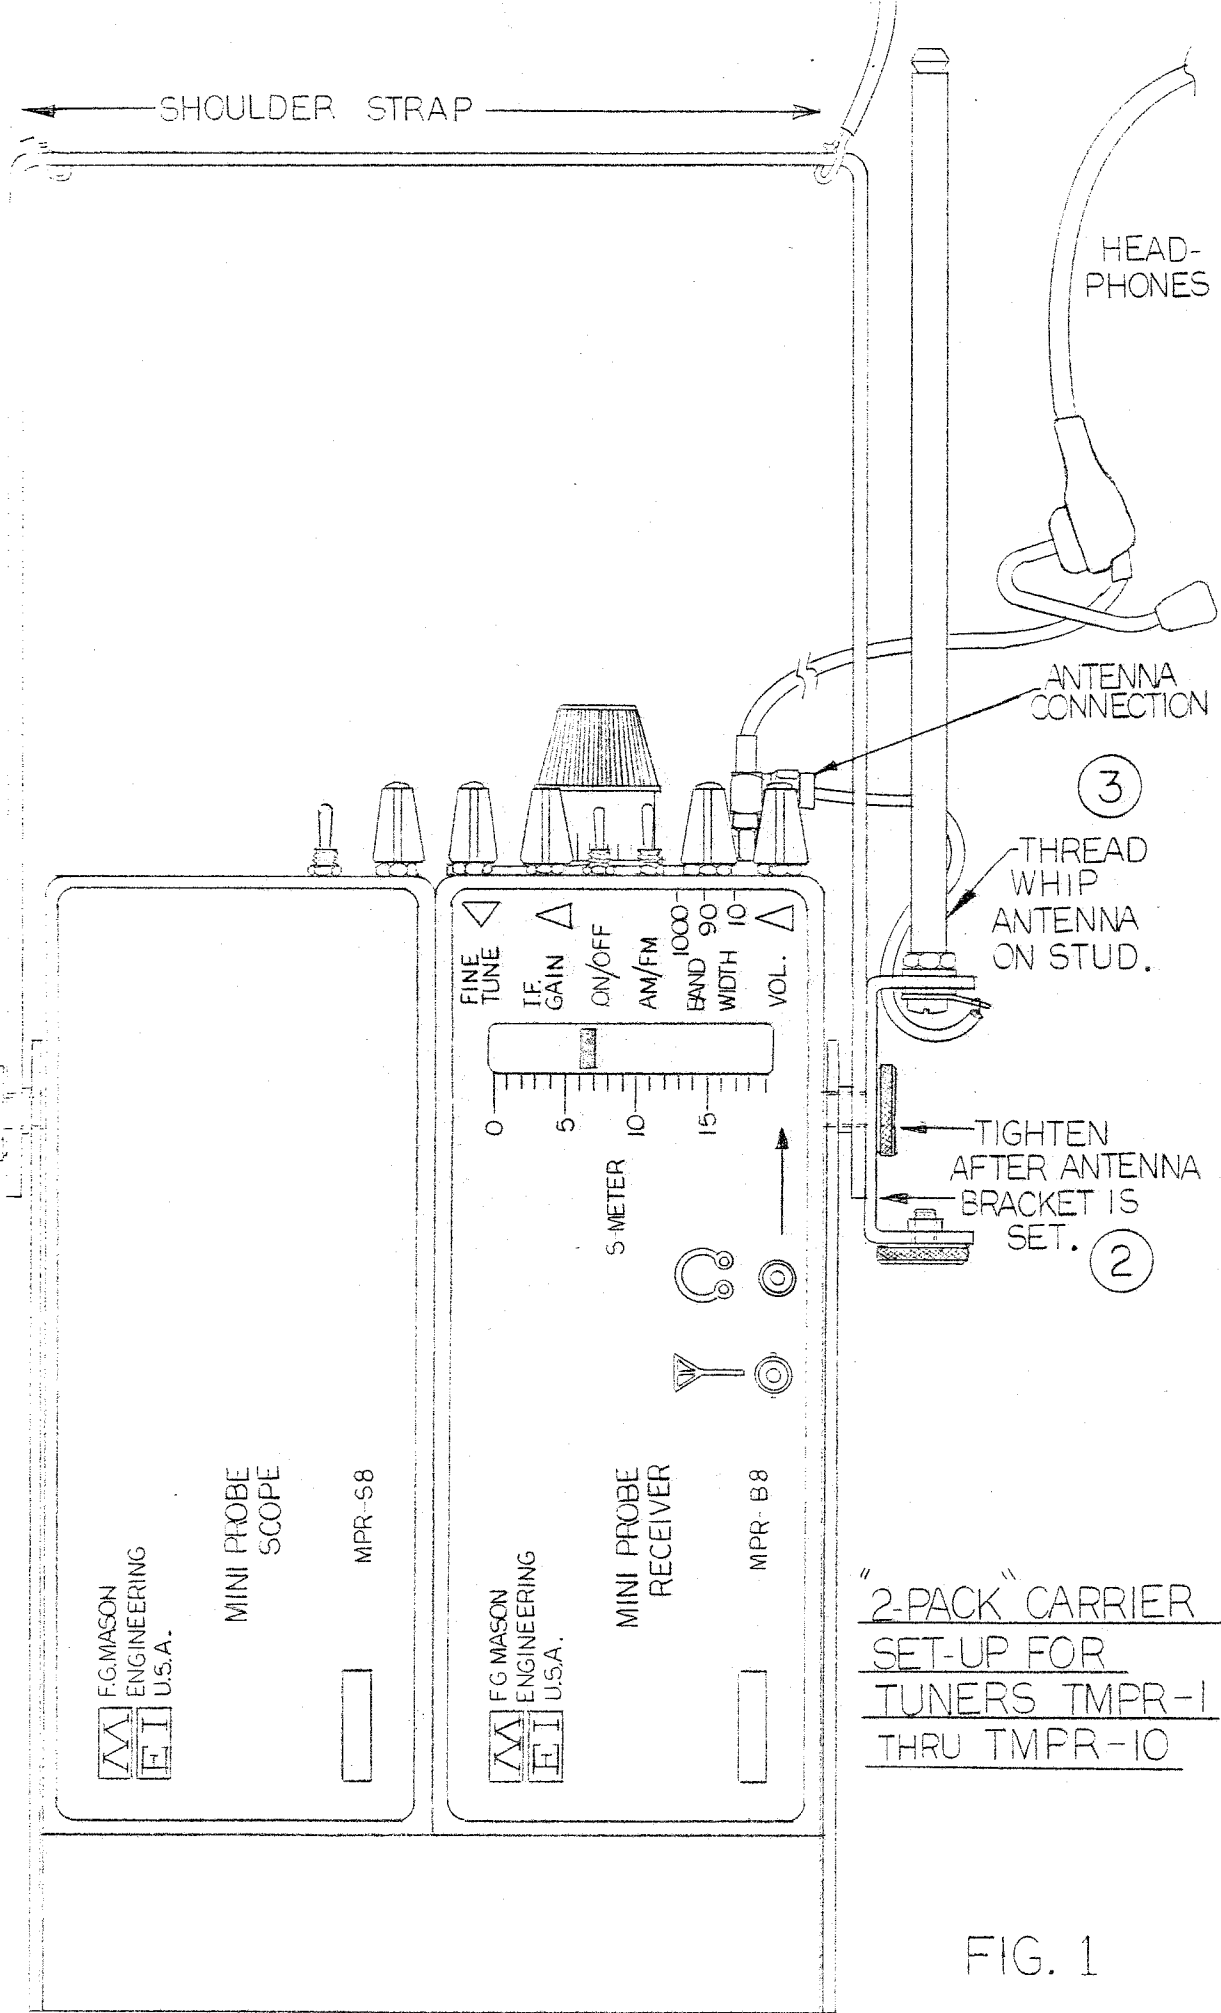 SHOULDER STRAP
HEAD-
PHONES
ANTENNA
CONNECTION
3
THREAD
WHIP
ANTENNA
ON STUD.
TIGHTEN
AFTER ANTENNA
BRACKET IS
SET.
2
FINE
TUNE
I.F.
GAIN
ON/OFF
AM/FM
BAND
WIDTH
1000
90
10
VOL.
0
5
10
15
S-METER
M
EI
F.G.MASON
ENGINEERING
U.S.A.
MINI PROBE
SCOPE
MPR-S8
M
EI
F G MASON
ENGINEERING
U.S.A.
MINI PROBE
RECEIVER
MPR-B8
"2-PACK" CARRIER
SET-UP FOR
TUNERS TMPR-1
THRU TMPR-10
FIG. 1